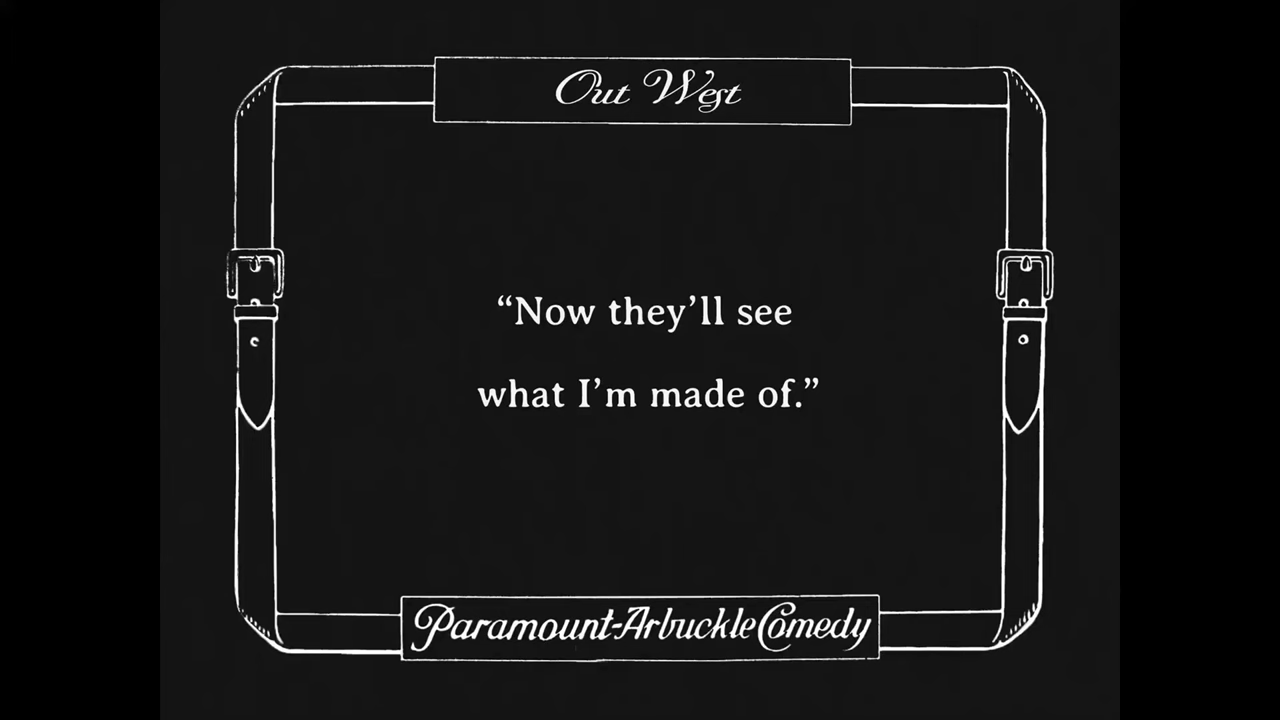 Out West
“Now they’ll see
what I’m made of.”
Paramount-Arbuckle Comedy